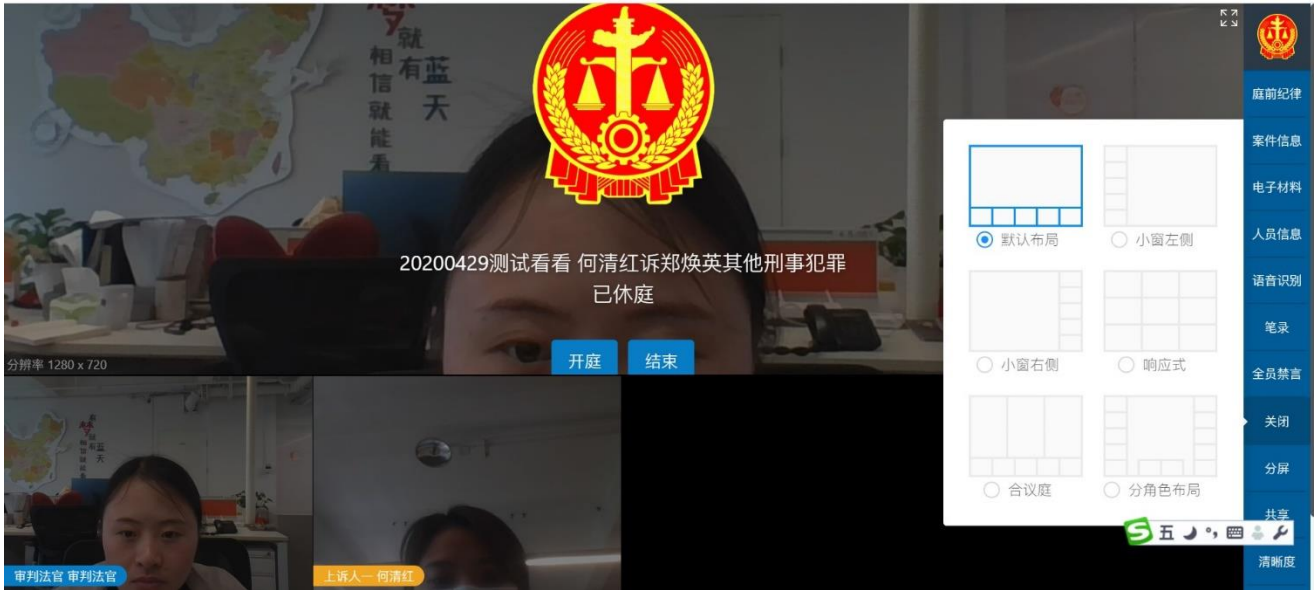 梦
就有蓝天
相信就能看
20200429测试看看 何清红诉郑焕英其他刑事犯罪
已休庭
开庭
结束
分辨率 1280 x 720
审判法官 审判法官
上诉人一 何清红
默认布局
小窗左侧
小窗右侧
响应式
合议庭
分角色布局
庭前纪律
案件信息
电子材料
人员信息
语音识别
笔录
全员禁言
关闭
分屏
共享
清晰度
五